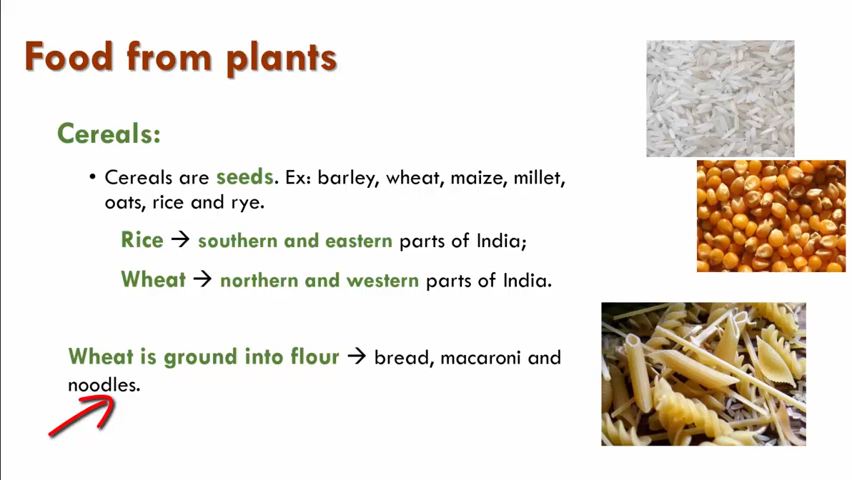 Food from plants
Cereals:
• Cereals are seeds. Ex: barley, wheat, maize, millet,
oats, rice and rye.
Rice → southern and eastern parts of India;
Wheat → northern and western parts of India.
Wheat is ground into flour → bread, macaroni and
noodles.